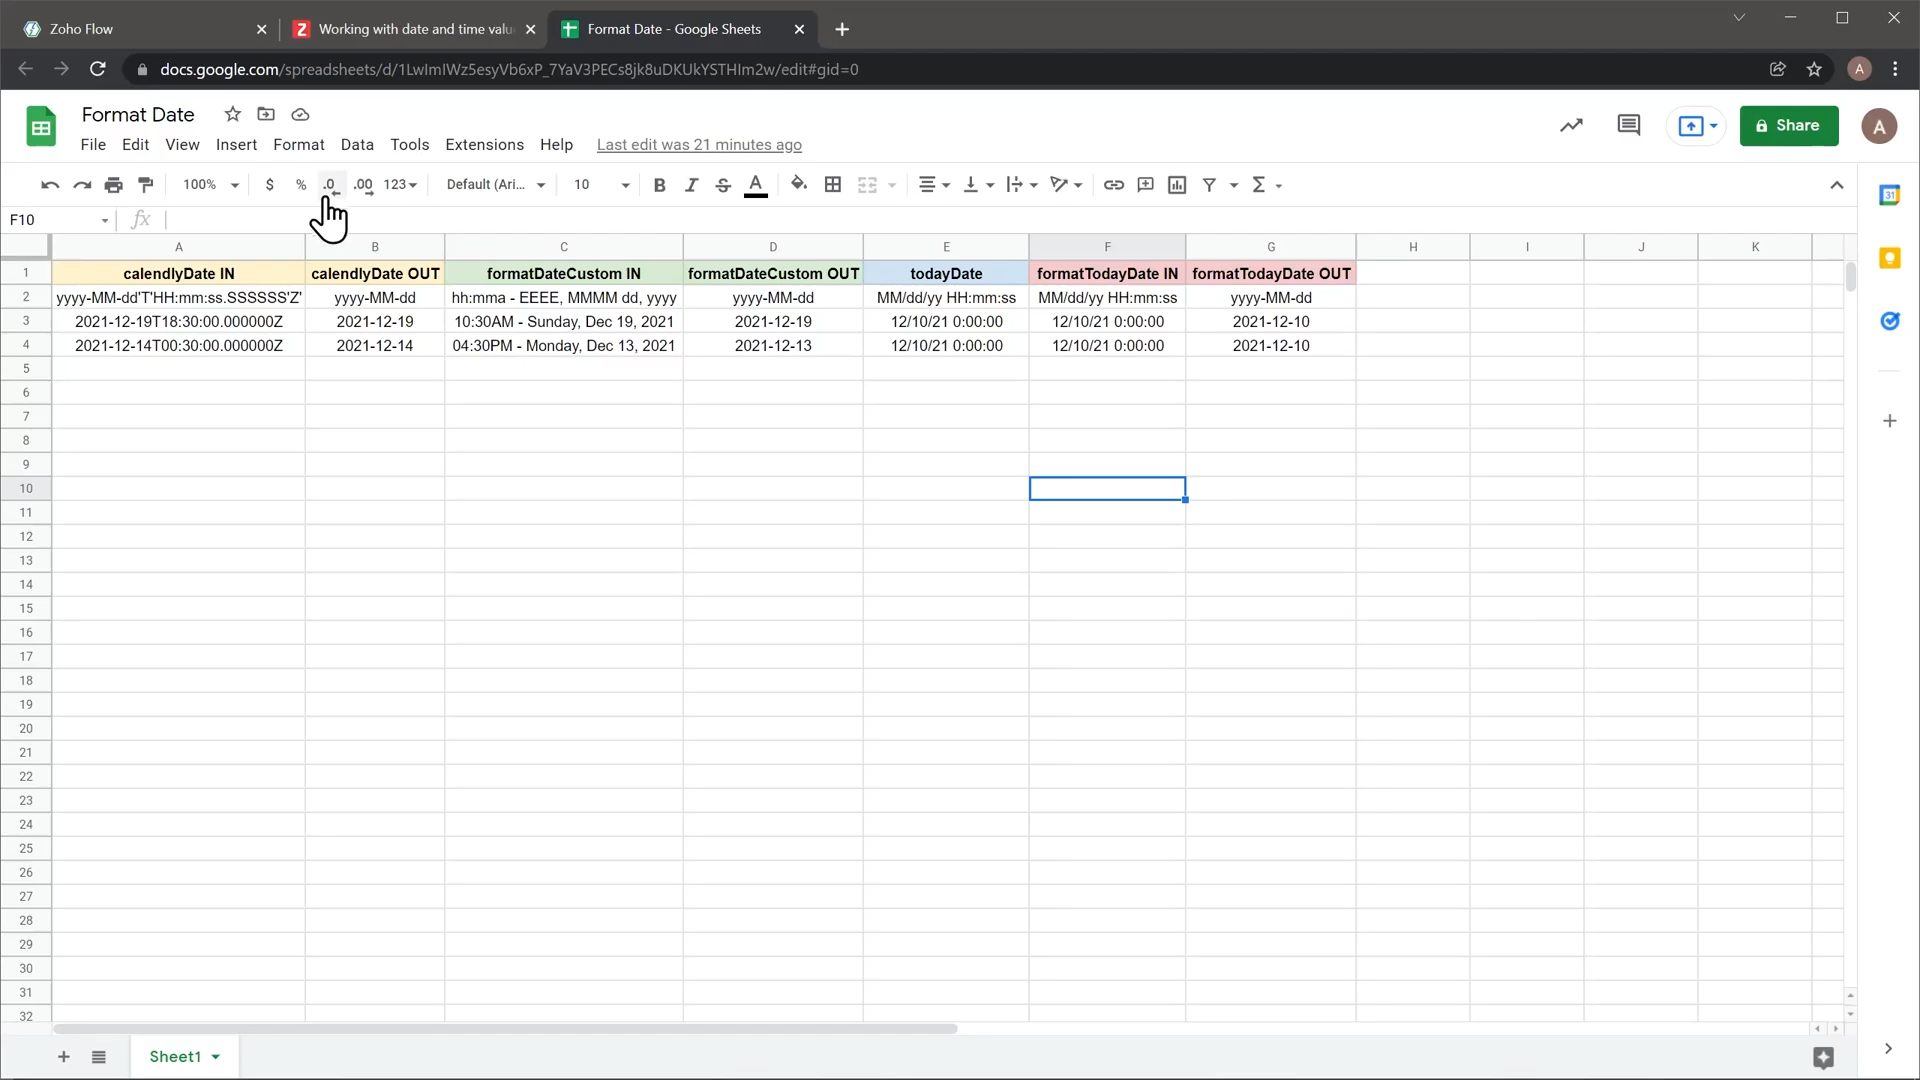 Zoho Flow
Working with date and time valu
Format Date - Google Sheets
docs.google.com/spreadsheets/d/1LwImIWz5esyVb6xP_7YaV3PECs8jk8uDKUkYSTHIm2w/edit#gid=0
A
Format Date
File Edit View Insert Format Data Tools Extensions Help Last edit was 21 minutes ago
Share
A
100% $ % .0 .00 123 Default (Ari... 10 B I S A Σ
31
F10 fx
A B C D E F G H I J K
1 calendlyDate IN calendlyDate OUT formatDateCustom IN formatDateCustom OUT todayDate formatTodayDate IN formatTodayDate OUT
2 yyyy-MM-dd'T'HH:mm:ss.SSSSSS'Z' yyyy-MM-dd hh:mma - EEEE, MMMM dd, yyyy yyyy-MM-dd MM/dd/yy HH:mm:ss MM/dd/yy HH:mm:ss yyyy-MM-dd
3 2021-12-19T18:30:00.000000Z 2021-12-19 10:30AM - Sunday, Dec 19, 2021 2021-12-19 12/10/21 0:00:00 12/10/21 0:00:00 2021-12-10
4 2021-12-14T00:30:00.000000Z 2021-12-14 04:30PM - Monday, Dec 13, 2021 2021-12-13 12/10/21 0:00:00 12/10/21 0:00:00 2021-12-10
5
6
7
8
9
10
11
12
13
14
15
16
17
18
19
20
21
22
23
24
25
26
27
28
29
30
31
32
Sheet1